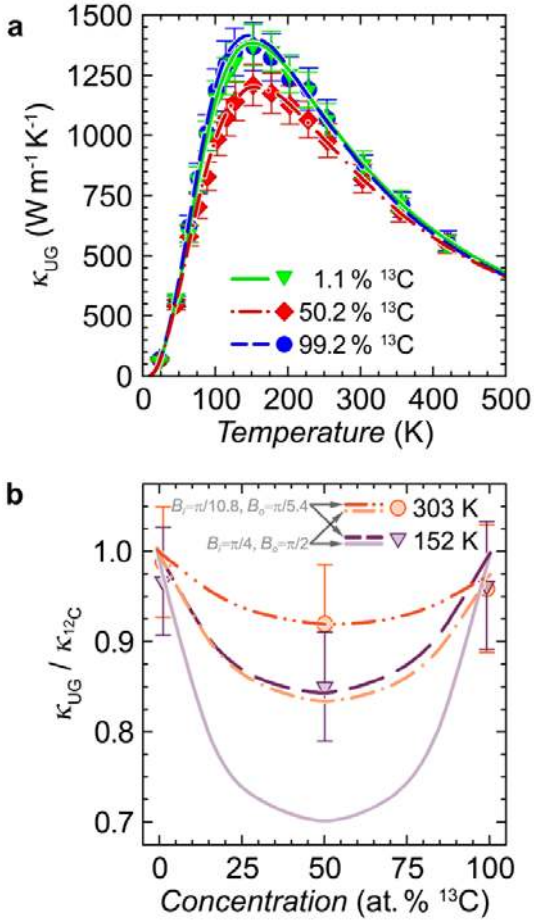 a
1500
1250
1000
750
500
500
0
κUG (W m⁻¹ K⁻¹)
1.1 % ¹³C
50.2 % ¹³C
99.2 % ¹³C
0 100 200 300 400 500
Temperature (K)
b
Bᵢ=π/10.8, Bₒ=π/5.4
303 K
Bᵢ=π/4, Bₒ=π/2
152 K
1.0
0.9
0.8
0.7
κUG / κ12C
0 25 50 75 100
Concentration (at. % ¹³C)